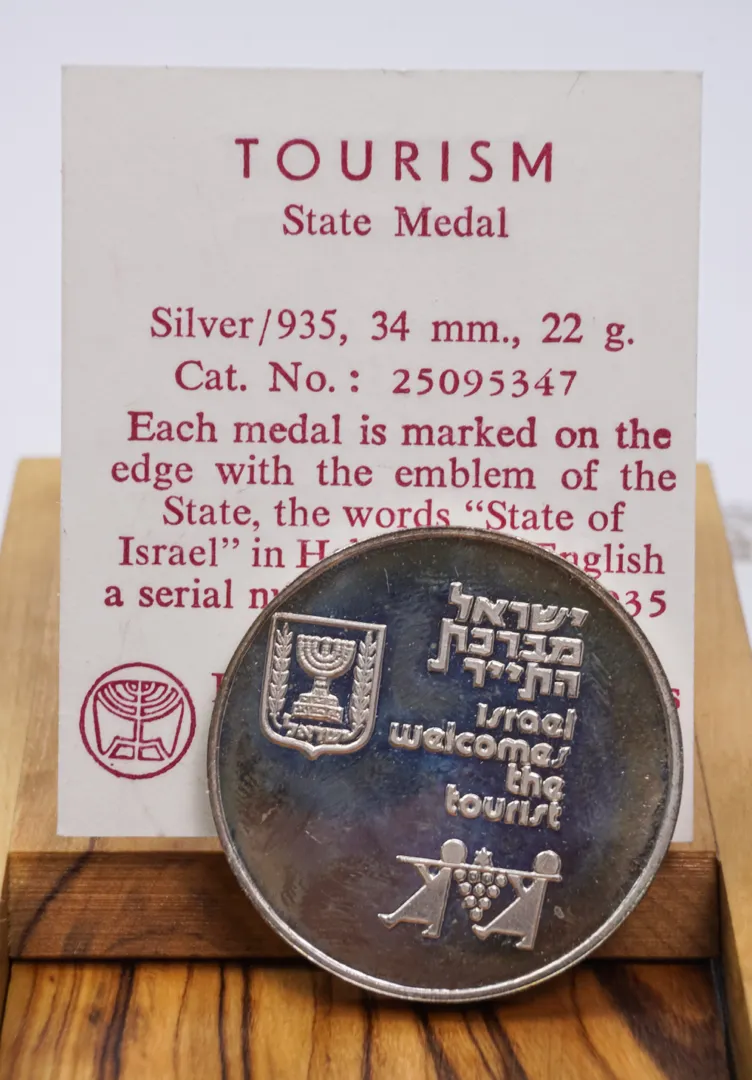 TOURISM
State Medal
Silver/935, 34 mm., 22 g.
Cat. No.: 25095347
Each medal is marked on the
edge with the emblem of the
State, the words “State of
Israel” in English
a serial 935
ישראל
מברכת
התייר
israel
welcomes
the
tourist
ישראל